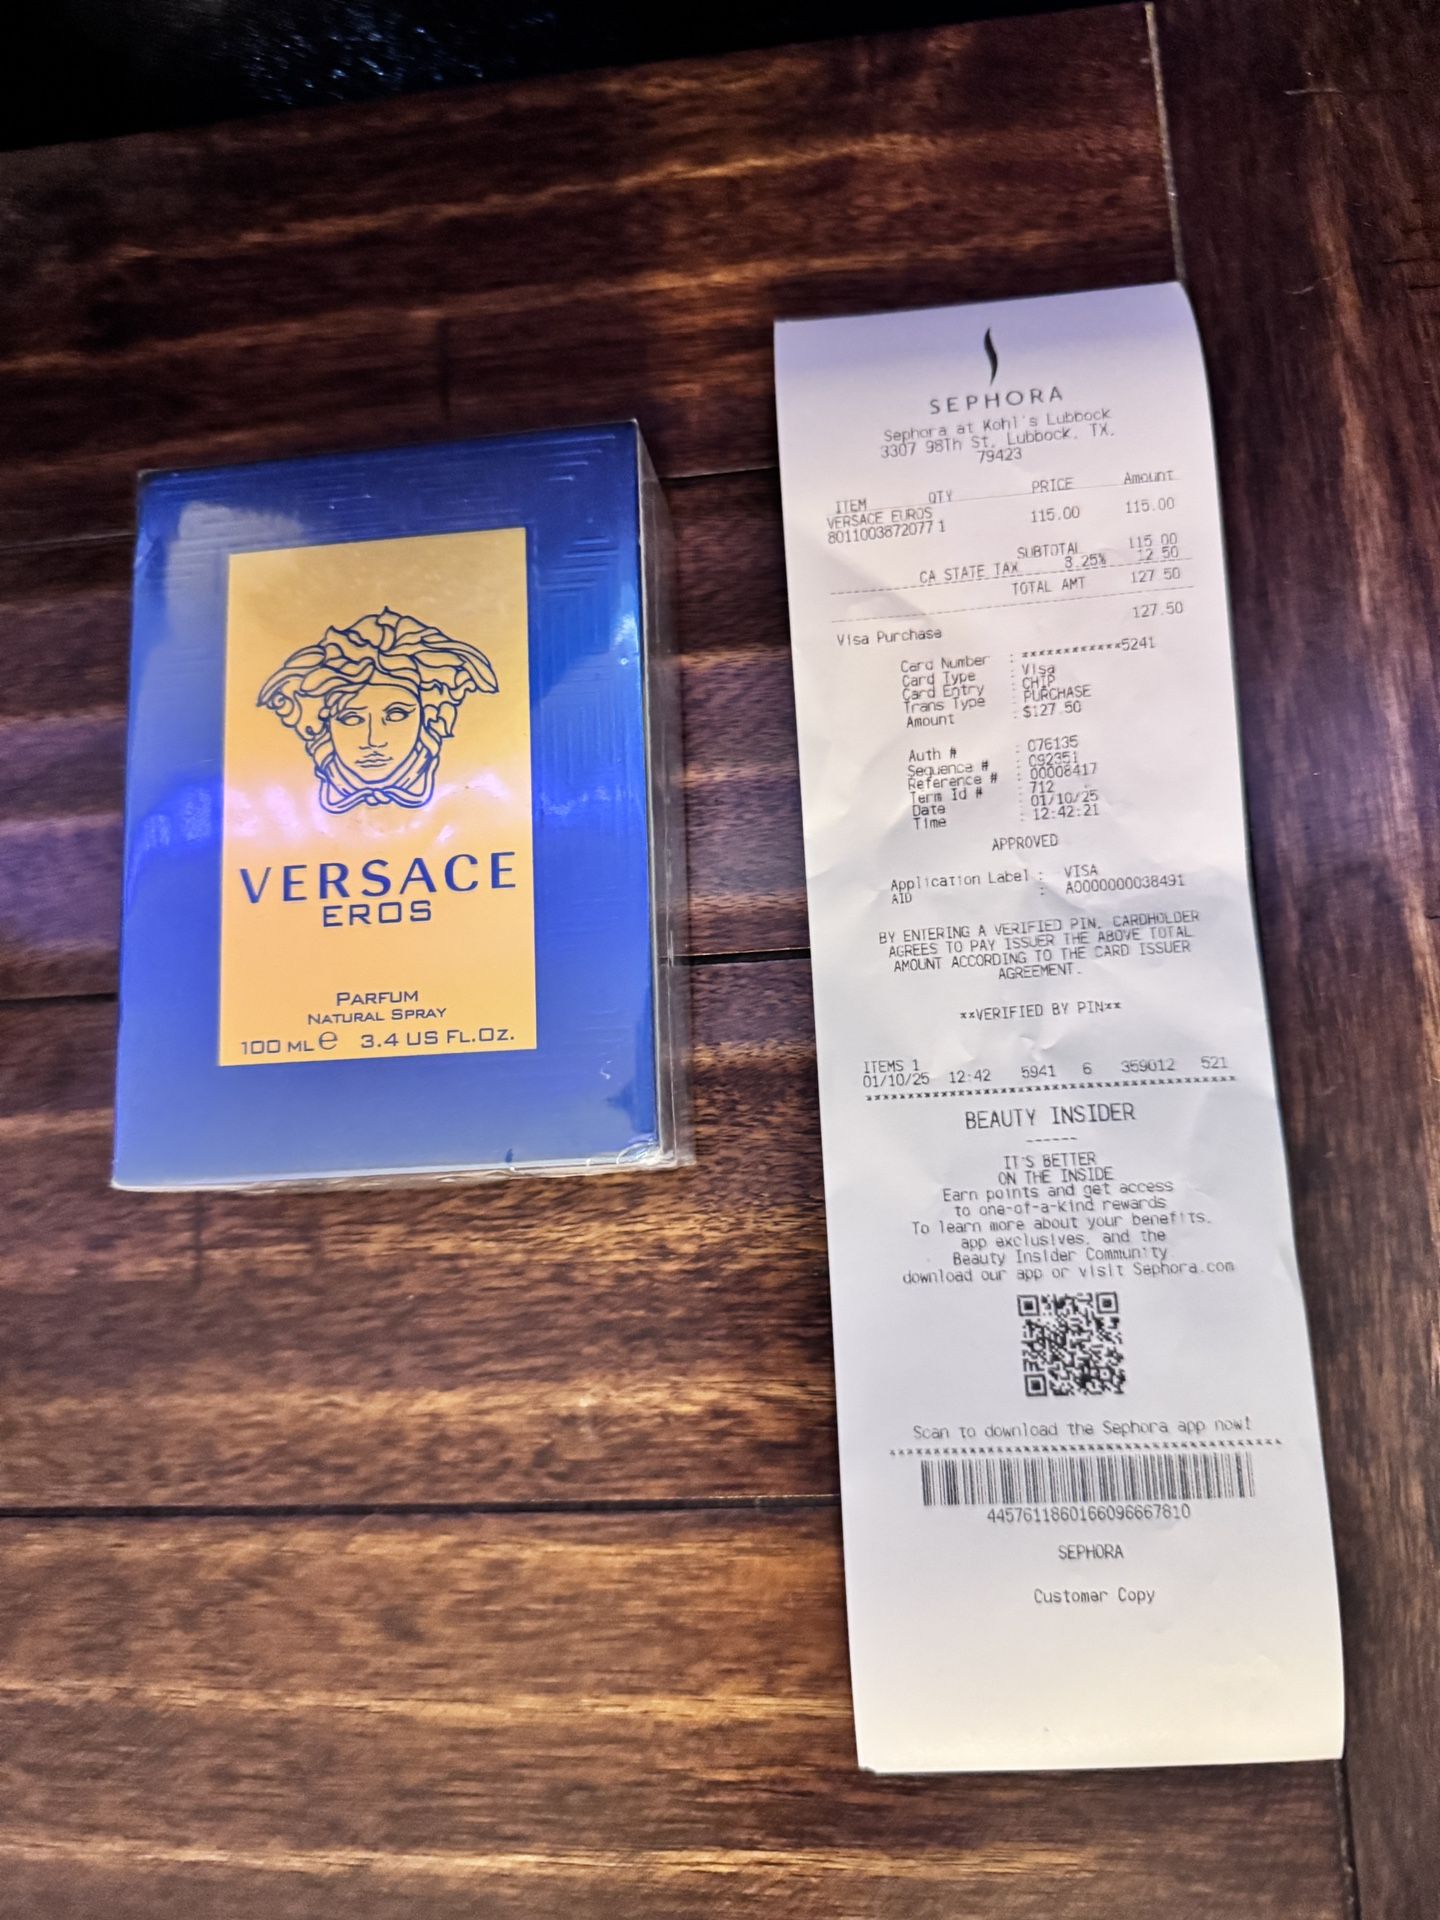 VERSACE
EROS
PARFUM
NATURAL SPRAY
100 ML e 3.4 US FL.OZ.
SEPHORA
Sephora at Kohl's Lubbock
3307 98Th St, Lubbock, TX,
79423
ITEM QTY PRICE Amount
VERSACE EUROS 115.00 115.00
8011003872077 1
SUBTOTAL 115.00
CA STATE TAX 3.25% 12.50
TOTAL AMT 127.50
127.50
Visa Purchase
Card Number : ************5241
Card Type : Visa
Card Entry : CHIP
Trans Type : PURCHASE
Amount : $127.50
Auth # : 076135
Sequence # : 092351
Reference # : 00008417
Term Id # : 712
Date : 01/10/25
Time : 12:42:21
APPROVED
Application Label : VISA
AID : A0000000038491
BY ENTERING A VERIFIED PIN, CARDHOLDER
AGREES TO PAY ISSUER THE ABOVE TOTAL
AMOUNT ACCORDING TO THE CARD ISSUER
AGREEMENT.
**VERIFIED BY PIN**
ITEMS 1
01/10/25 12:42 5941 6 359012 521
BEAUTY INSIDER
------
IT'S BETTER
ON THE INSIDE
Earn points and get access
to one-of-a-kind rewards
To learn more about your benefits,
app exclusives, and the
Beauty Insider Community
download our app or visit Sephora.com
Scan to download the Sephora app now!
4457611860166096667810
SEPHORA
Customar Copy